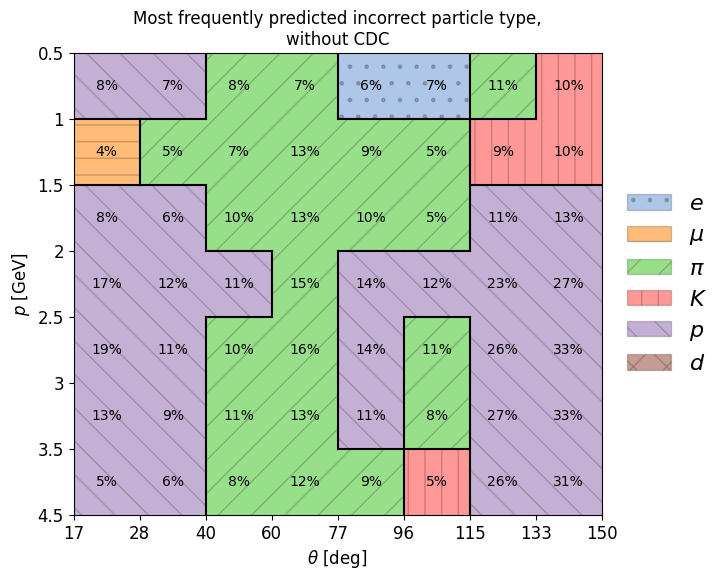 Most frequently predicted incorrect particle type,
without CDC
0.5
8% 7% 8% 7% 6% 7% 11% 10%
1
4% 5% 7% 13% 9% 5% 9% 10%
1.5
8% 6% 10% 13% 10% 5% 11% 13%
2
17% 12% 11% 15% 14% 12% 23% 27%
2.5
19% 11% 10% 16% 14% 11% 26% 33%
3
13% 9% 11% 13% 11% 8% 27% 33%
3.5
5% 6% 8% 12% 9% 5% 26% 31%
4.5
p [GeV]
17 28 40 60 77 96 115 133 150
θ [deg]
e
μ
π
K
p
d